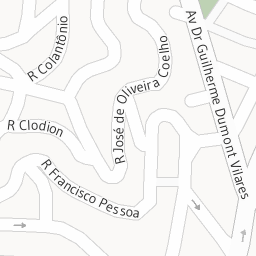 R Colantônio
Av Dr Guilherme Dumont Vilares
R José de Oliveira Coelho
R Clodion
R Francisco Pessoa